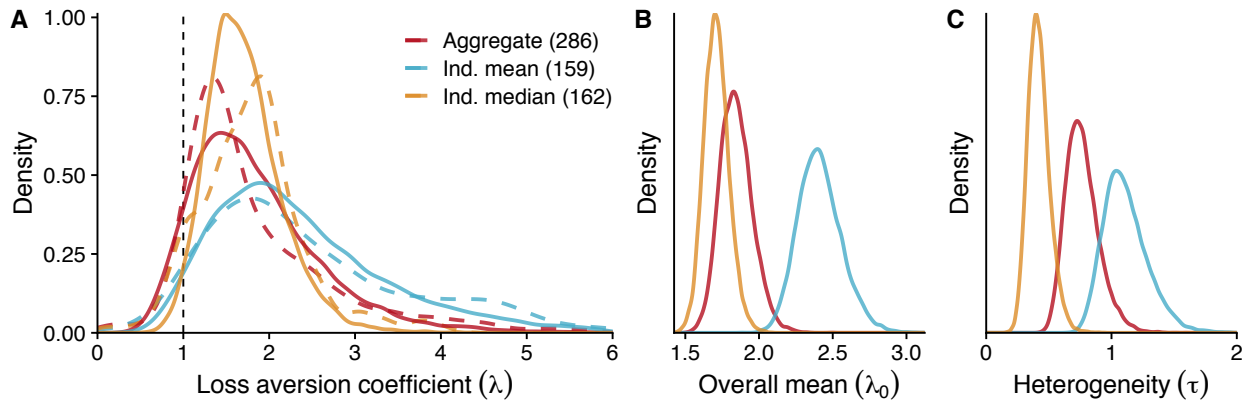 A
1.00
0.75
0.50
0.25
0.00
Density
0 1 2 3 4 5 6
Loss aversion coefficient (λ)
Aggregate (286)
Ind. mean (159)
Ind. median (162)
B
Density
1.5 2.0 2.5 3.0
Overall mean (λ₀)
C
Density
0 1 2
Heterogeneity (τ)